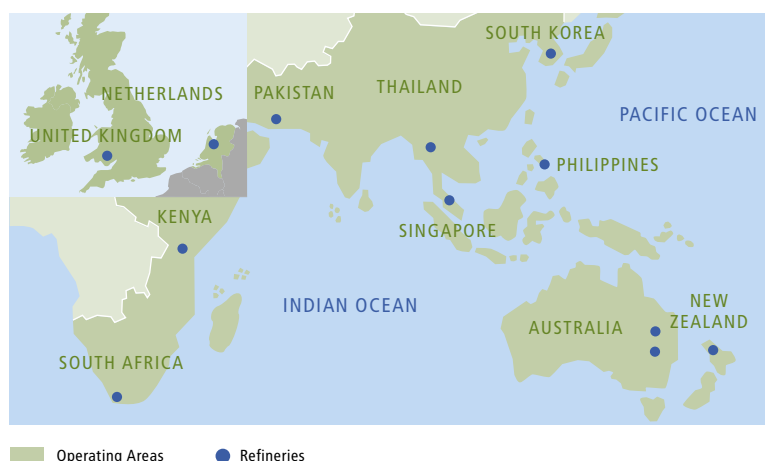 SOUTH KOREA
NETHERLANDS
PAKISTAN
THAILAND
PACIFIC OCEAN
UNITED KINGDOM
PHILIPPINES
KENYA
SINGAPORE
INDIAN OCEAN
NEW
ZEALAND
AUSTRALIA
SOUTH AFRICA
Operating Areas
Refineries